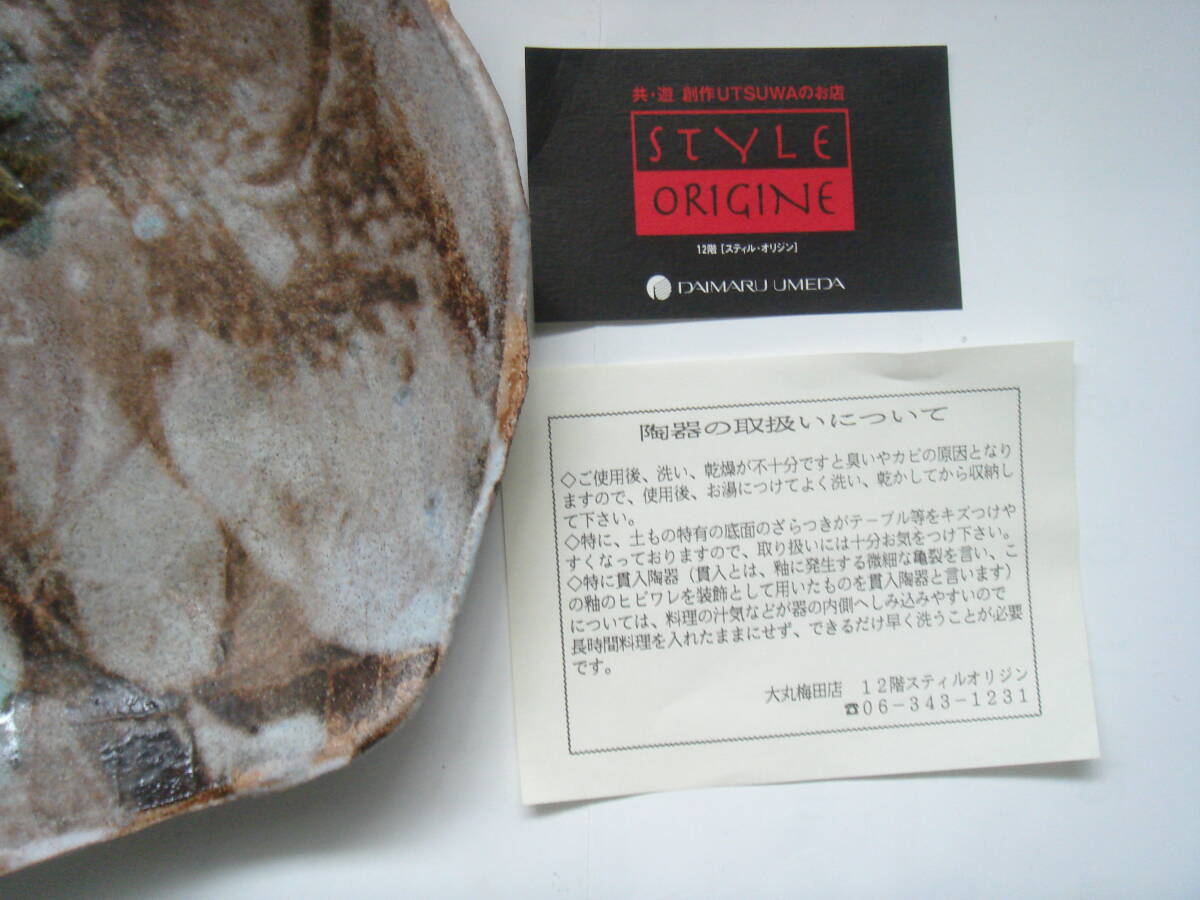 共・遊 創作UTSUWAのお店
STYLE
ORIGINE
12階 [スティル・オリジン]
DAIMARU UMEDA
陶器の取扱いについて
◇ご使用後、洗い、乾燥が不十分ですと臭いやカビの原因となり
ますので、使用後、お湯につけてよく洗い、乾かしてから収納し
て下さい。
◇特に、土もの特有の底面のざらつきがテーブル等をキズつけや
すくなっておりますので、取り扱いには十分お気をつけ下さい。
◇特に貫入陶器（貫入とは、釉に発生する微細な亀裂を言い、こ
の釉のヒビワレを装飾として用いたものを貫入陶器と言います）
については、料理の汁気などが器の内側へしみ込みやすいので
長時間料理を入れたままにせず、できるだけ早く洗うことが必要
です。
大丸梅田店 12階スティルオリジン
☎06－343－1231